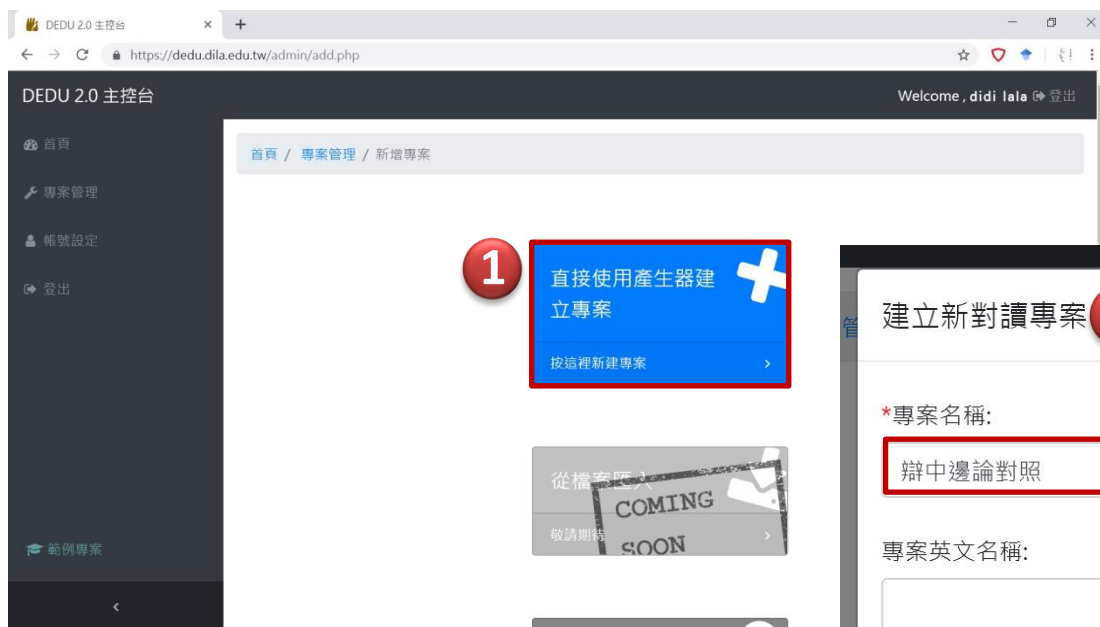 DEDU 2.0 主控台
https://dedu.dila.edu.tw/admin/add.php
DEDU 2.0 主控台
Welcome , didi lala 登出
首頁
專案管理
帳號設定
登出
範例專案
首頁 / 專案管理 / 新增專案
1
直接使用產生器建
立專案
按這裡新建專案
從檔案匯入
敬請期待
COMING
SOON
管
建立新對讀專案
*專案名稱:
辯中邊論對照
專案英文名稱: